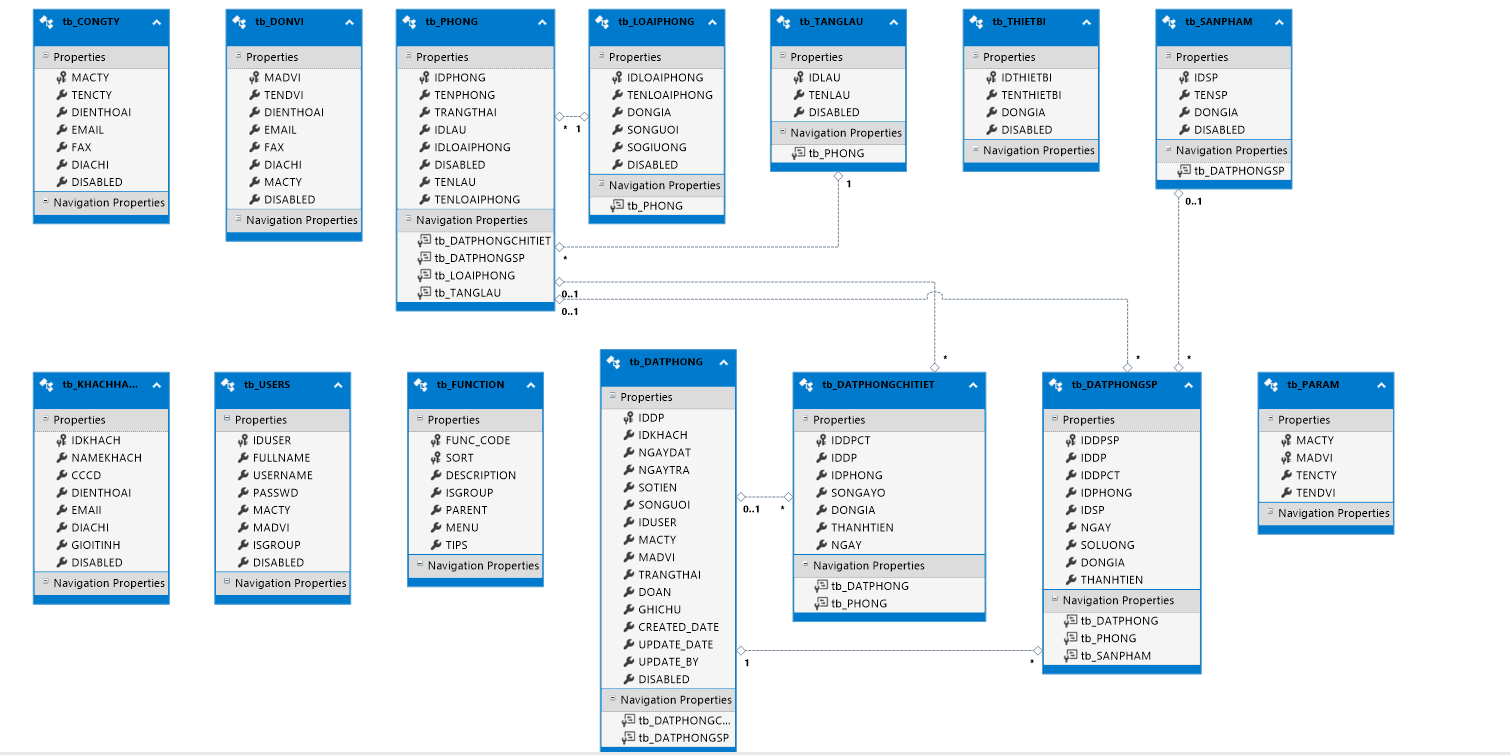 tb_CONGTY
Properties
MACTY
TENCTY
DIENTHOAI
EMAIL
FAX
DIACHI
DISABLED
Navigation Properties
tb_DONVI
Properties
MADVI
TENDVI
DIENTHOAI
EMAIL
FAX
DIACHI
MACTY
DISABLED
Navigation Properties
tb_PHONG
Properties
IDPHONG
TENPHONG
TRANGTHAI
IDLAU
IDLOAIPHONG
DISABLED
TENLAU
TENLOAIPHONG
Navigation Properties
tb_DATPHONGCHITIET
tb_DATPHONGSP
tb_LOAIPHONG
tb_TANGLAU
* 1
tb_LOAIPHONG
Properties
IDLOAIPHONG
TENLOAIPHONG
DONGIA
SONGUOI
SOGIUONG
DISABLED
Navigation Properties
tb_PHONG
tb_TANGLAU
Properties
IDLAU
TENLAU
DISABLED
Navigation Properties
tb_PHONG
1
*
0..1
0..1
tb_THIETBI
Properties
IDTHIETBI
TENTHIETBI
DONGIA
DISABLED
Navigation Properties
tb_SANPHAM
Properties
IDSP
TENSP
DONGIA
DISABLED
Navigation Properties
tb_DATPHONGSP
0..1
*
*
*
tb_KHACHHA...
Properties
IDKHACH
NAMEKHACH
CCCD
DIENTHOAI
EMAIl
DIACHI
GIOITINH
DISABLED
Navigation Properties
tb_USERS
Properties
IDUSER
FULLNAME
USERNAME
PASSWD
MACTY
MADVI
ISGROUP
DISABLED
Navigation Properties
tb_FUNCTION
Properties
FUNC_CODE
SORT
DESCRIPTION
ISGROUP
PARENT
MENU
TIPS
Navigation Properties
tb_DATPHONG
Properties
IDDP
IDKHACH
NGAYDAT
NGAYTRA
SOTIEN
SONGUOI
IDUSER
MACTY
MADVI
TRANGTHAI
DOAN
GHICHU
CREATED_DATE
UPDATE_DATE
UPDATE_BY
DISABLED
Navigation Properties
tb_DATPHONGC...
tb_DATPHONGSP
0..1 *
1 *
tb_DATPHONGCHITIET
Properties
IDDPCT
IDDP
IDPHONG
SONGAYO
DONGIA
THANHTIEN
NGAY
Navigation Properties
tb_DATPHONG
tb_PHONG
tb_DATPHONGSP
Properties
IDDPSP
IDDP
IDDPCT
IDPHONG
IDSP
NGAY
SOLUONG
DONGIA
THANHTIEN
Navigation Properties
tb_DATPHONG
tb_PHONG
tb_SANPHAM
tb_PARAM
Properties
MACTY
MADVI
TENCTY
TENDVI
Navigation Properties